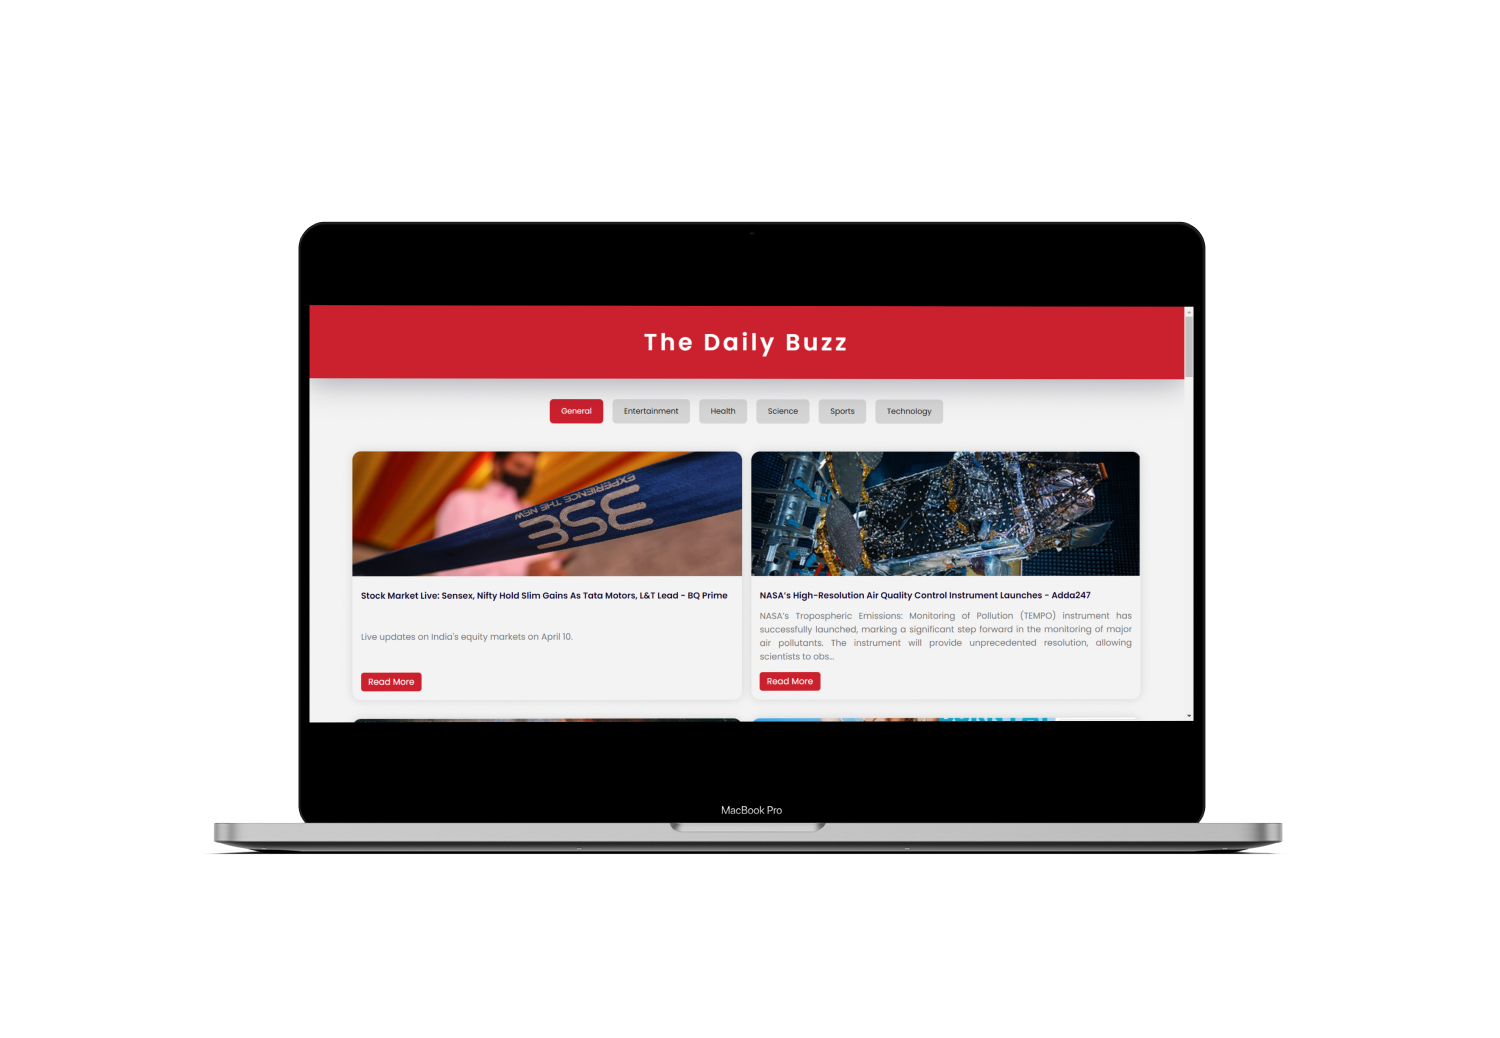 The Daily Buzz
General Entertainment Health Science Sports Technology
EXPERIENCE THE NEW
BSE
Stock Market Live: Sensex, Nifty Hold Slim Gains As Tata Motors, L&T Lead - BQ Prime
Live updates on India's equity markets on April 10.
Read More
NASA's High-Resolution Air Quality Control Instrument Launches - Adda247
NASA's Tropospheric Emissions: Monitoring of Pollution (TEMPO) instrument has
successfully launched, marking a significant step forward in the monitoring of major
air pollutants. The instrument will provide unprecedented resolution, allowing
scientists to obs...
Read More
MacBook Pro